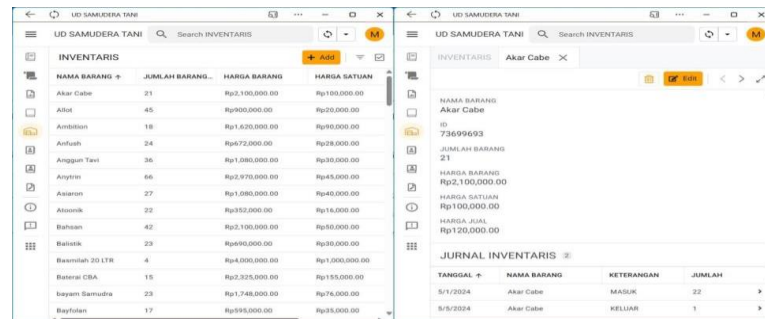 UD SAMUDERA TANI
UD SAMUDERA TANI
Search INVENTARIS
M
INVENTARIS
+ Add
NAMA BARANG ↑ JUMLAH BARANG... HARGA BARANG HARGA SATUAN
Akar Cabe 21 Rp2,100,000.00 Rp100,000.00
Allot 45 Rp900,000.00 Rp20,000.00
Ambition 18 Rp1,620,000.00 Rp90,000.00
Anfush 24 Rp672,000.00 Rp28,000.00
Anggun Tavi 36 Rp1,080,000.00 Rp30,000.00
Anytrin 66 Rp2,970,000.00 Rp45,000.00
Asiaron 27 Rp1,080,000.00 Rp40,000.00
Atoonik 22 Rp352,000.00 Rp16,000.00
Bahsan 42 Rp2,100,000.00 Rp50,000.00
Balistik 23 Rp690,000.00 Rp30,000.00
Basmilah 20 LTR 4 Rp4,000,000.00 Rp1,000,000.00
Baterai CBA 15 Rp2,325,000.00 Rp155,000.00
bayam Samudra 23 Rp1,748,000.00 Rp76,000.00
Bayfolan 17 Rp595,000.00 Rp35,000.00
UD SAMUDERA TANI
UD SAMUDERA TANI
Search INVENTARIS
M
INVENTARIS Akar Cabe
Edit
NAMA BARANG
Akar Cabe
ID
73699693
JUMLAH BARANG
21
HARGA BARANG
Rp2,100,000.00
HARGA SATUAN
Rp100,000.00
HARGA JUAL
Rp120,000.00
JURNAL INVENTARIS 2
TANGGAL ↑ NAMA BARANG KETERANGAN JUMLAH
5/1/2024 Akar Cabe MASUK 22
5/5/2024 Akar Cabe KELUAR 1